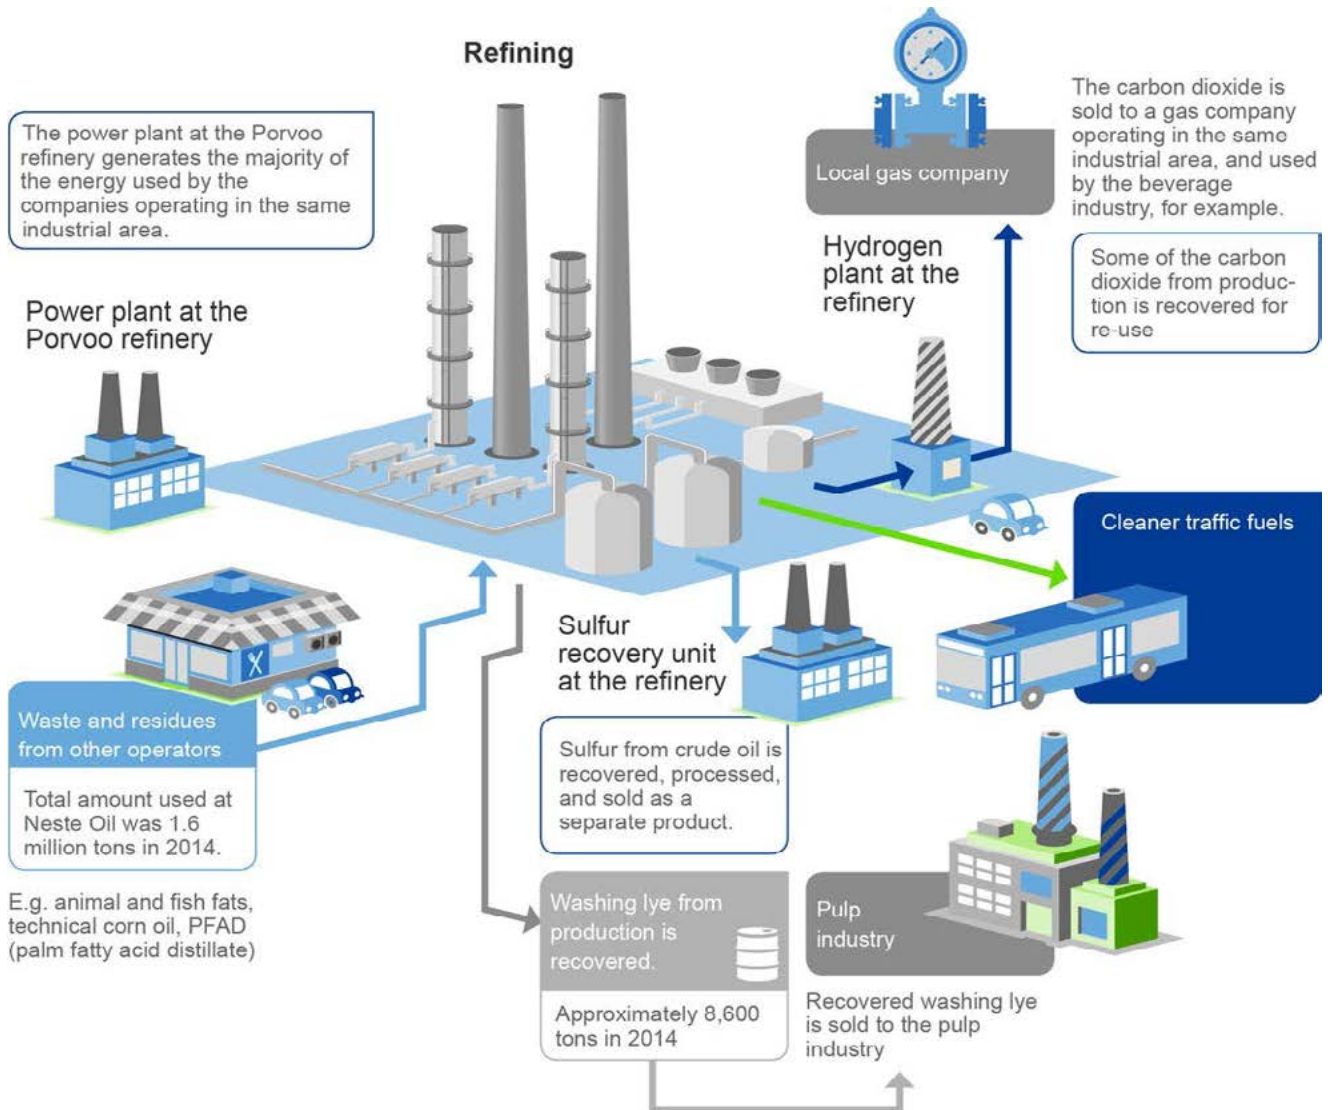 Refining
The power plant at the Porvoo
refinery generates the majority of
the energy used by the
companies operating in the same
industrial area.
Power plant at the
Porvoo refinery
Local gas company
The carbon dioxide is
sold to a gas company
operating in the same
industrial area, and used
by the beverage
industry, for example.
Hydrogen
plant at the
refinery
Some of the carbon
dioxide from produc-
tion is recovered for
re-use
Cleaner traffic fuels
Waste and residues
from other operators
Total amount used at
Neste Oil was 1.6
million tons in 2014.
E.g. animal and fish fats,
technical corn oil, PFAD
(palm fatty acid distillate)
Sulfur
recovery unit
at the refinery
Sulfur from crude oil is
recovered, processed,
and sold as a
separate product.
Washing lye from
production is
recovered.
Approximately 8,600
tons in 2014
Pulp
industry
Recovered washing lye
is sold to the pulp
industry